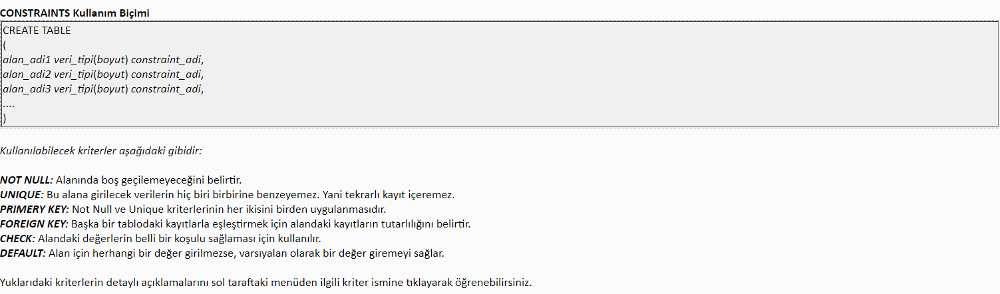 CONSTRAINTS Kullanım Biçimi
CREATE TABLE
(
alan_adi1 veri_tipi(boyut) constraint_adi,
alan_adi2 veri_tipi(boyut) constraint_adi,
alan_adi3 veri_tipi(boyut) constraint_adi,
....
)
Kullanılabilecek kriterler aşağıdaki gibidir:
NOT NULL: Alanında boş geçilemeyeceğini belirtir.
UNIQUE: Bu alana girilecek verilerin hiç biri birbirine benzeyemez. Yani tekrarlı kayıt içeremez.
PRIMERY KEY: Not Null ve Unique kriterlerinin her ikisini birden uygulanmasıdır.
FOREIGN KEY: Başka bir tablodaki kayıtlarla eşleştirmek için alandaki kayıtların tutarlılığını belirtir.
CHECK: Alandaki değerlerin belli bir koşulu sağlaması için kullanılır.
DEFAULT: Alan için herhangi bir değer girilmezse, varsıyalan olarak bir değer giremeyi sağlar.
Yuklarıdaki kriterlerin detaylı açıklamalarını sol taraftaki menüden ilgili kriter ismine tıklayarak öğrenebilirsiniz.